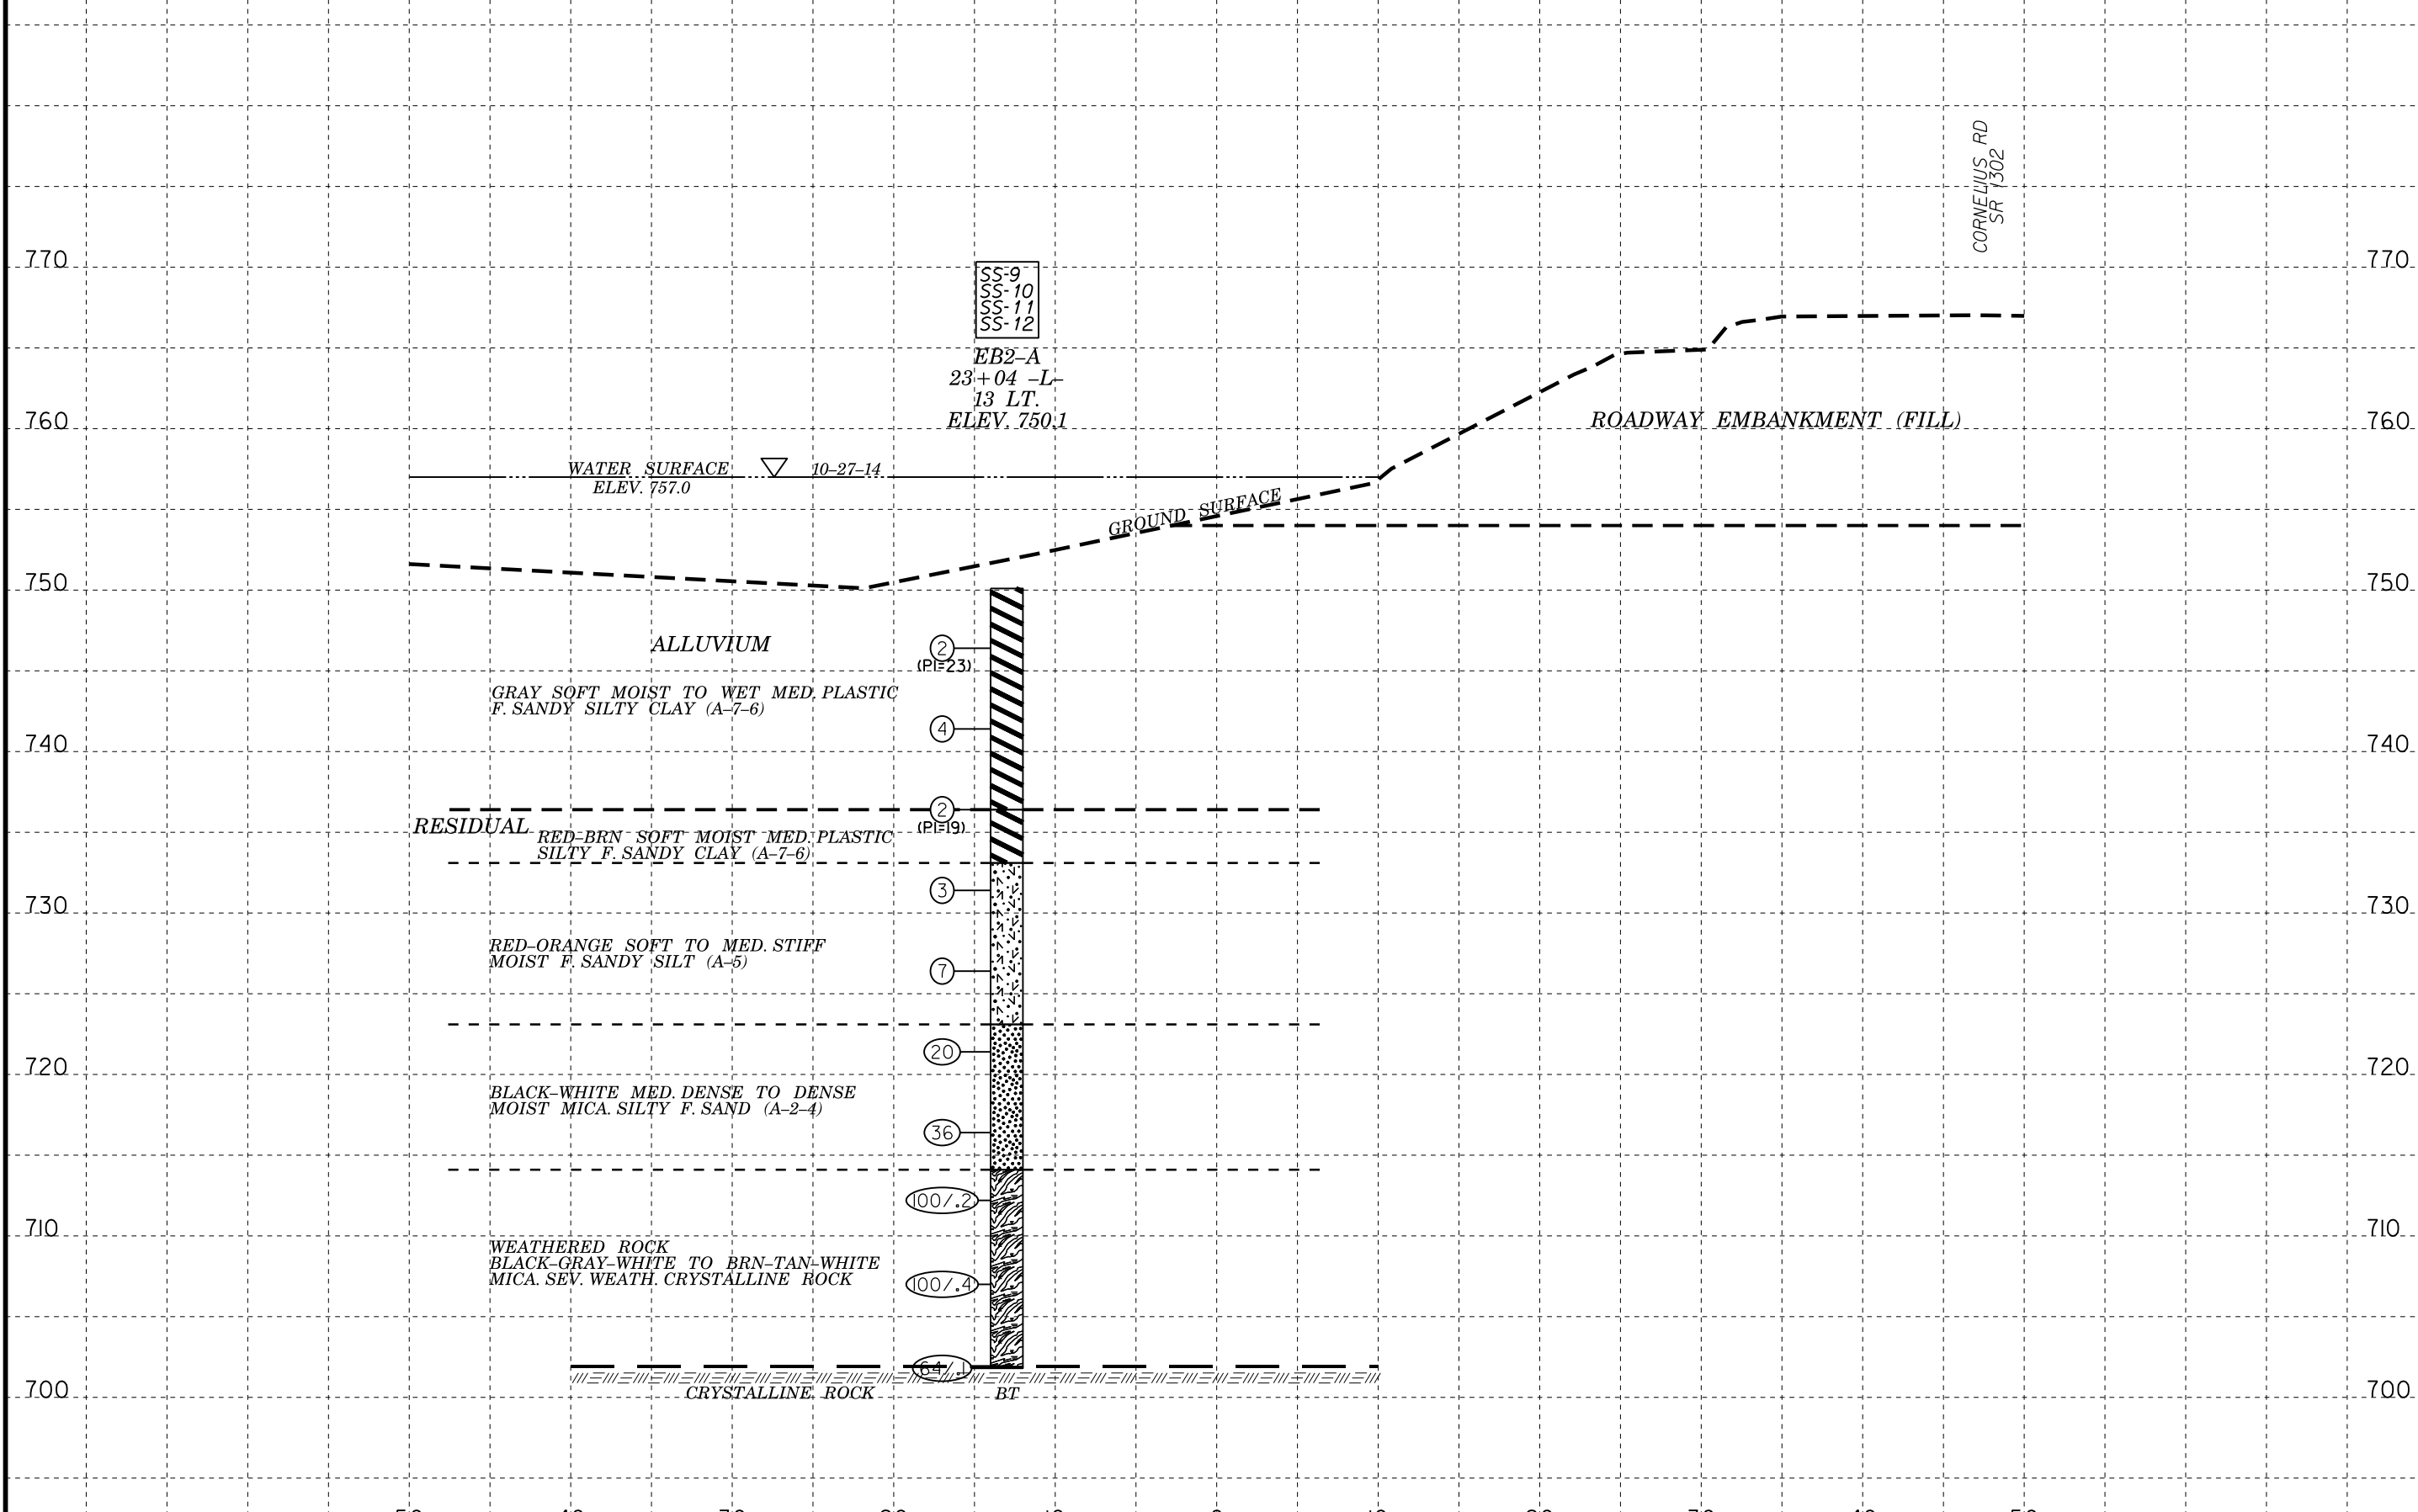 CORNELIUS RD
SR 1302
770
770
SS-9
SS-10
SS-11
SS-12
EB2-A
23+04 -L-
13 LT.
ELEV. 750.1
760
760
ROADWAY EMBANKMENT (FILL)
WATER SURFACE 10-27-14
ELEV. 757.0
GROUND SURFACE
750
750
ALLUVIUM
2
(PI=23)
GRAY SOFT MOIST TO WET MED. PLASTIC
F. SANDY SILTY CLAY (A-7-6)
4
740
740
2
(PI=19)
RESIDUAL
RED-BRN SOFT MOIST MED. PLASTIC
SILTY F. SANDY CLAY (A-7-6)
3
730
730
RED-ORANGE SOFT TO MED. STIFF
MOIST F. SANDY SILT (A-5)
7
20
720
720
BLACK-WHITE MED. DENSE TO DENSE
MOIST MICA. SILTY F. SAND (A-2-4)
36
100/.2
710
710
WEATHERED ROCK
BLACK-GRAY-WHITE TO BRN-TAN-WHITE
MICA. SEV. WEATH. CRYSTALLINE ROCK
100/.4
64/.1
700
700
CRYSTALLINE ROCK BT